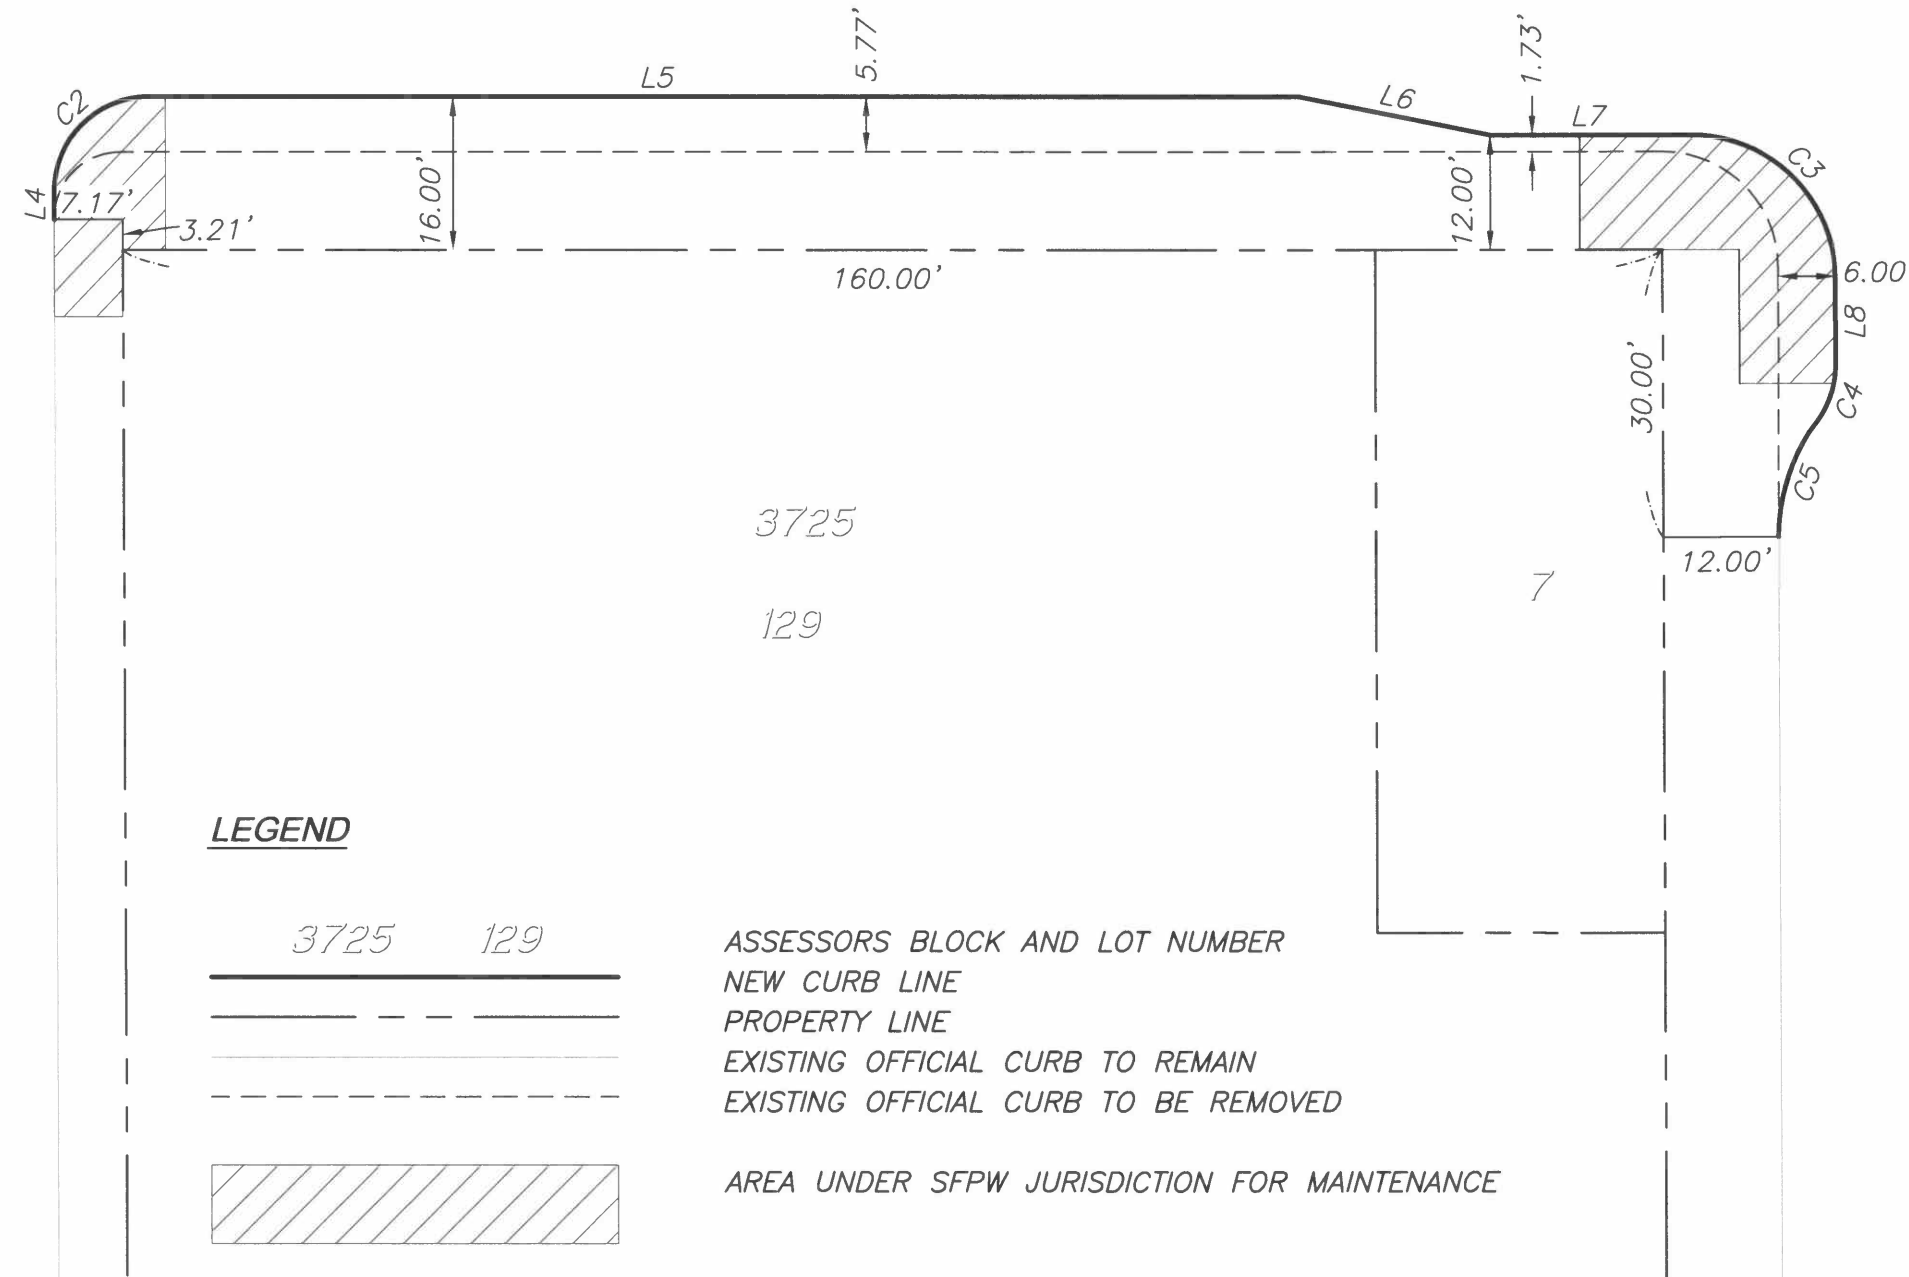 5.77'
1.73'
L5
C2
L6
L7
C3
L4
7.17'
3.21'
16.00'
12.00'
160.00'
6.00
L8
30.00'
C4
C5
3725
12.00'
7
129
LEGEND
3725 129 ASSESSORS BLOCK AND LOT NUMBER
NEW CURB LINE
PROPERTY LINE
EXISTING OFFICIAL CURB TO REMAIN
EXISTING OFFICIAL CURB TO BE REMOVED
AREA UNDER SFPW JURISDICTION FOR MAINTENANCE